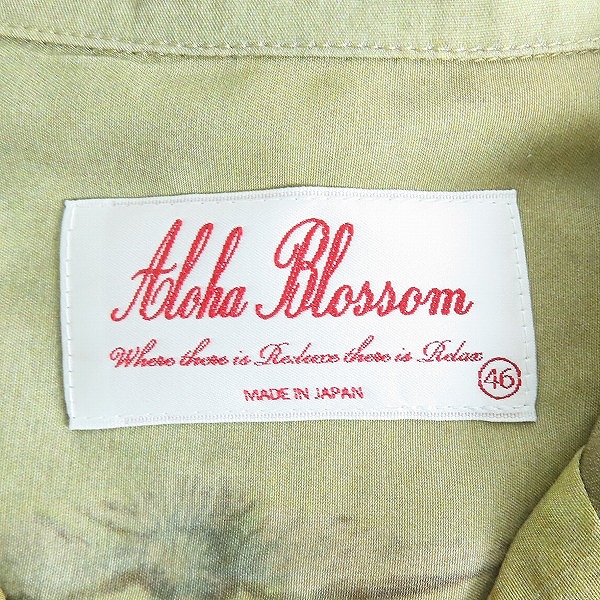 Aloha Blossom
Where there is Reduxe there is Relax
46
MADE IN JAPAN